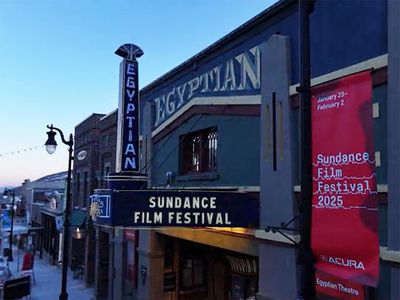 EGYPTIAN
EGYPTIAN
SUNDANCE
FILM FESTIVAL
January 23–
February 2
Sundance
Film
Festival
2025
ACURA
Egyptian Theatre